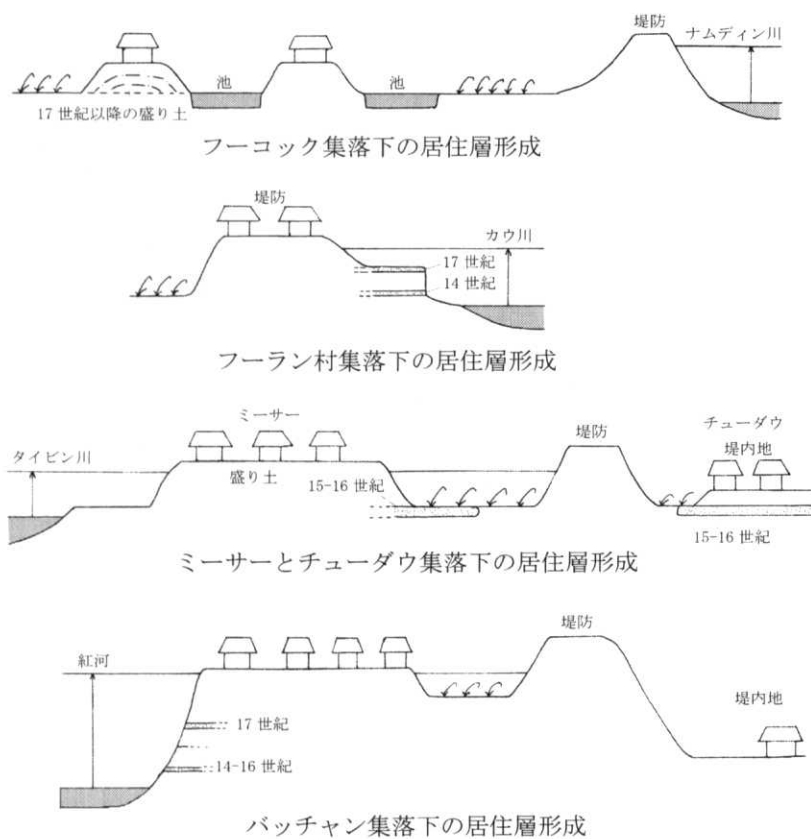 堤防
ナムディン川
池
池
17 世紀以降の盛り土
フーコック集落下の居住層形成
堤防
カウ川
17 世紀
14 世紀
フーラン村集落下の居住層形成
ミーサー
堤防
チューダウ
堤内地
タイビン川
盛り土
15-16 世紀
15-16 世紀
ミーサーとチューダウ集落下の居住層形成
堤防
紅河
堤内地
17 世紀
14-16 世紀
バッチャン集落下の居住層形成